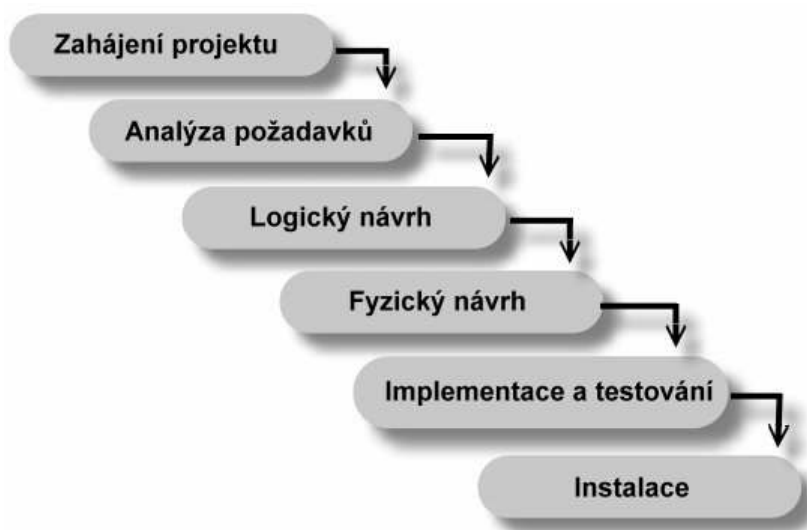 Zahájení projektu
Analýza požadavků
Logický návrh
Fyzický návrh
Implementace a testování
Instalace